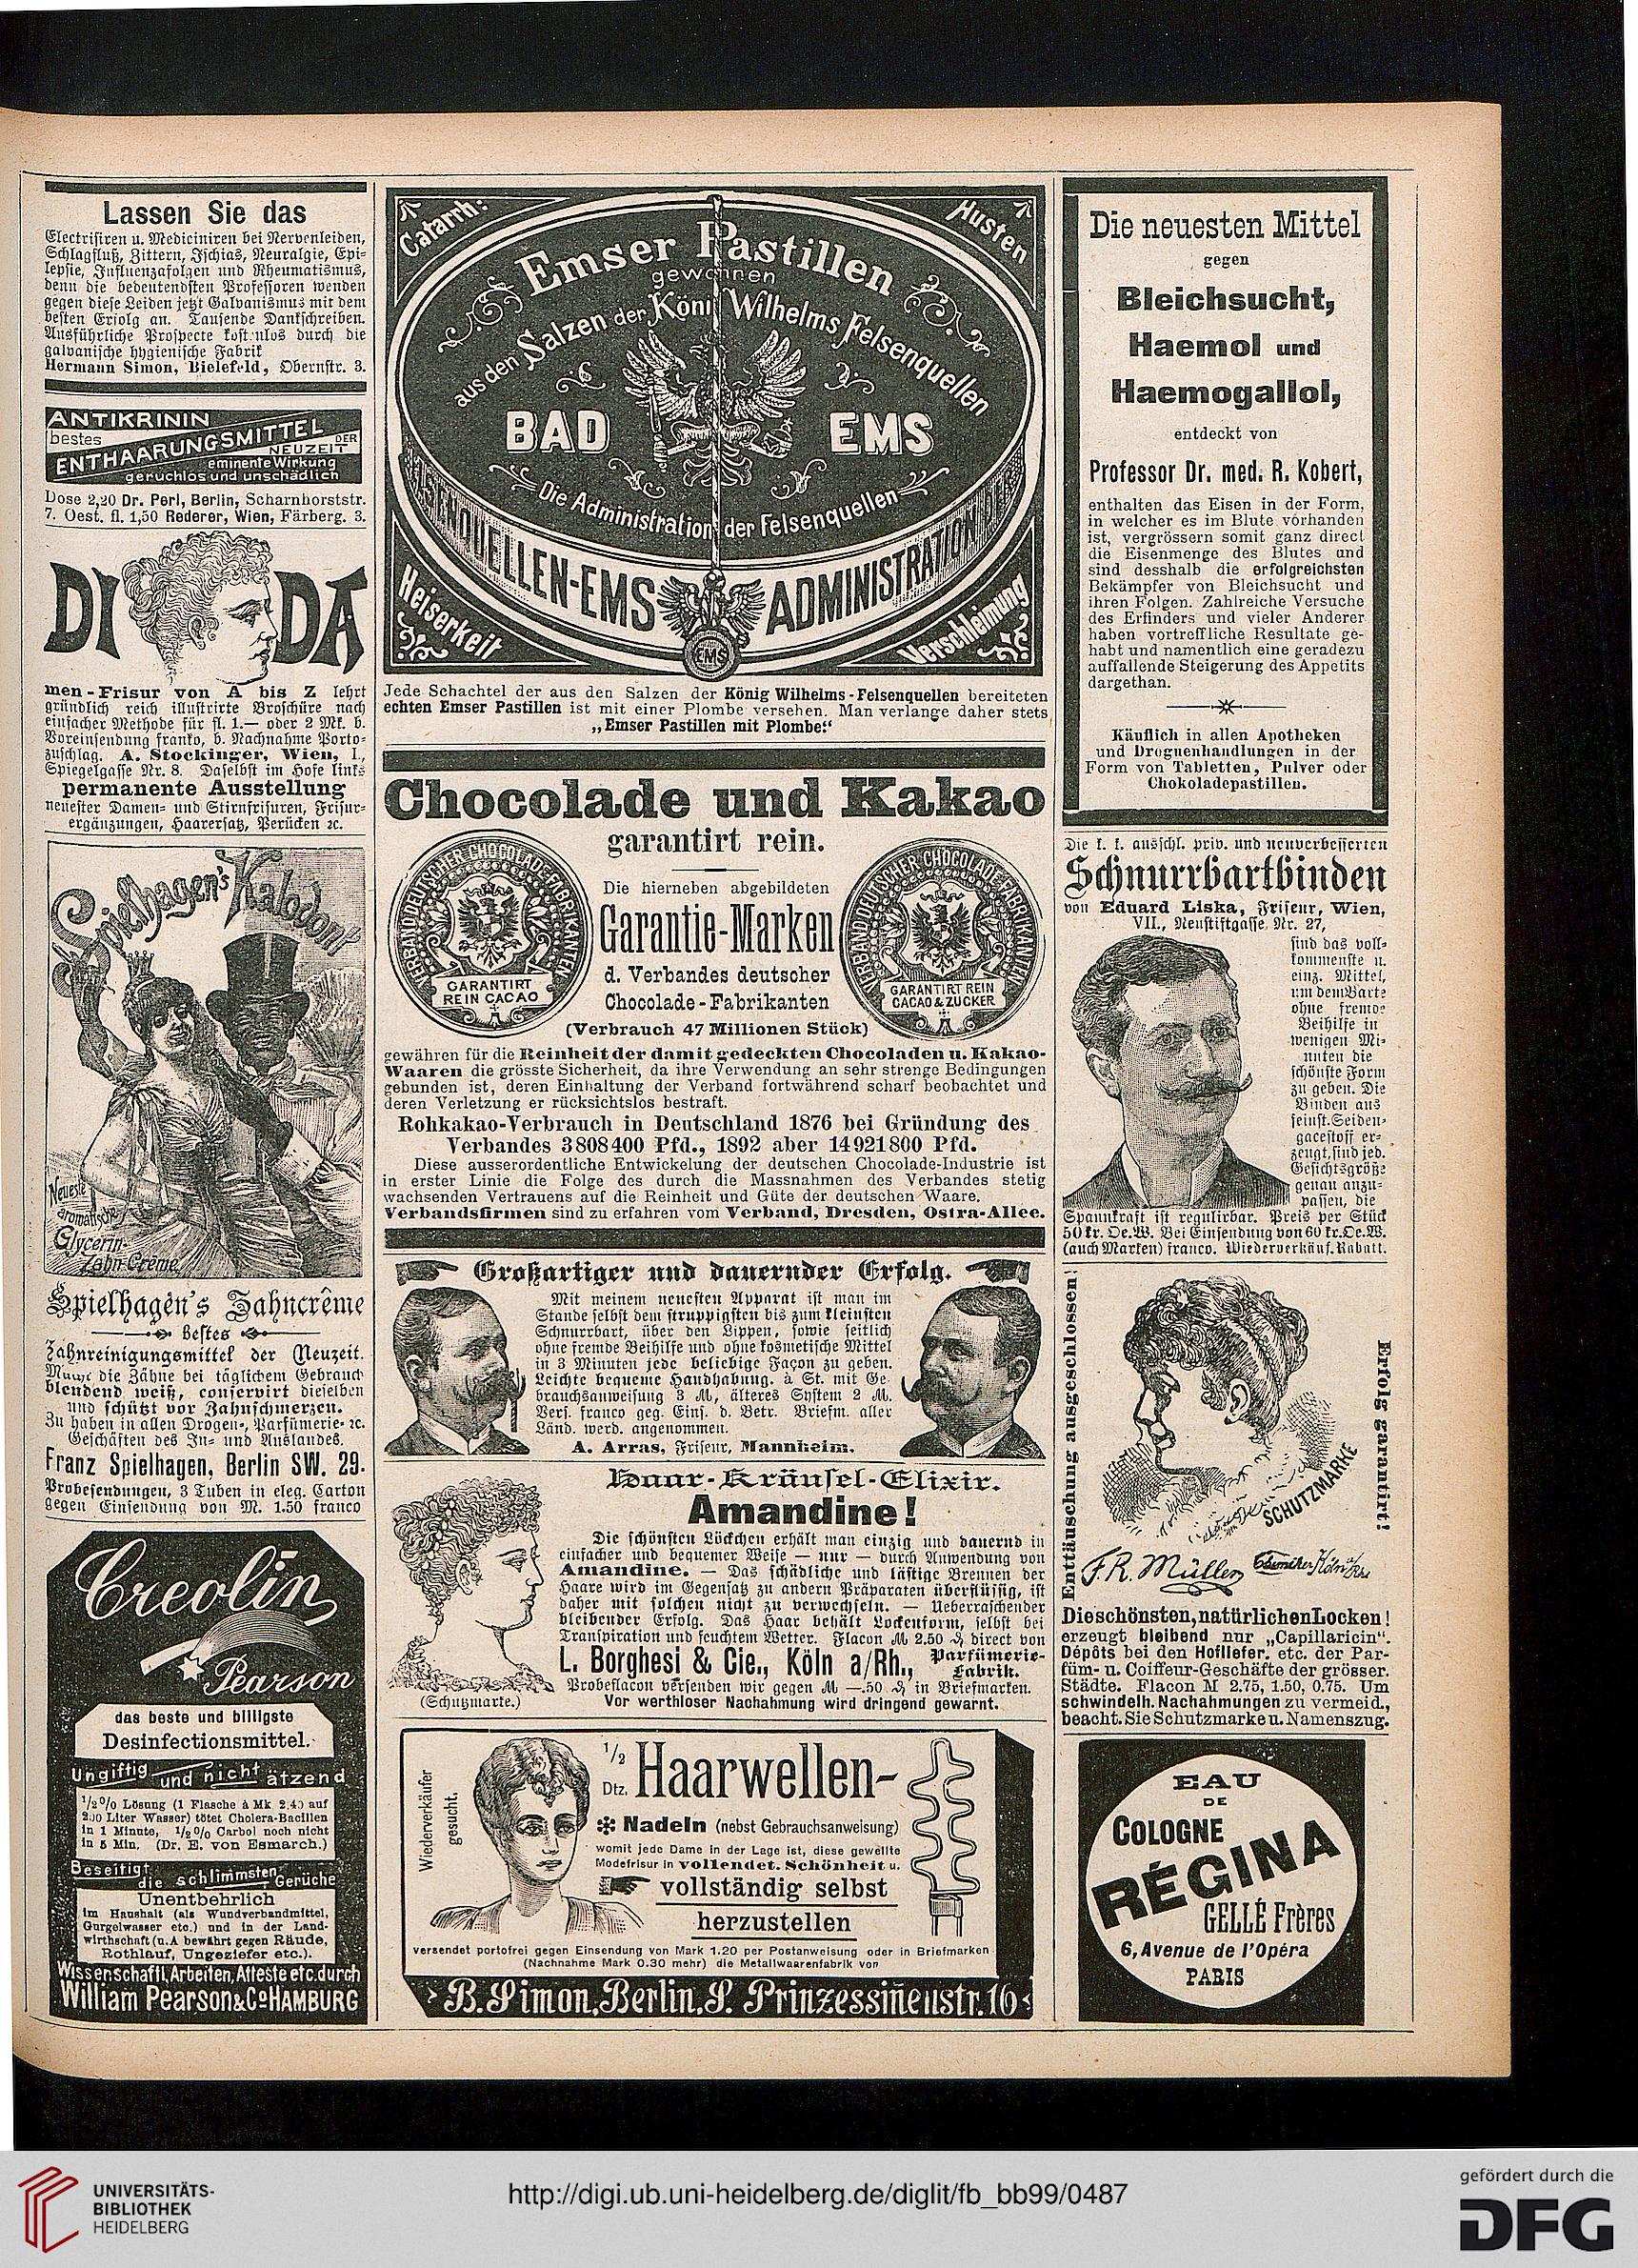 Lassen Sie das
Electrisiren u. Mediciniren bei Nervenleiden,
Schlagfluß, Zittern, Ischias, Neuralgie, Epi-
lepsie, Influenzafolgen und Rheumatismus,
denn die bedeutendsten Professoren wenden
gegen diese Leiden jetzt Galvanismus mit dem
besten Erfolg an. Tausende Dankschreiben.
Ausführliche Prospecte kostenlos durch die
galvanische hygienische Fabrik
Hermann Simon, Bielefeld, Obernstr. 3.
ANTIKRININ
bestes
ENTHAARUNGSMITTEL DER
NEUZEIT
eminente Wirkung
geruchlos und unschädlich
Dose 2,20 Dr. Perl, Berlin, Scharnhorststr.
7. Oest. fl. 1,50 Rederer, Wien, Färberg. 3.
DI DA
men-Frisur von A bis Z lehrt
gründlich reich illustrirte Broschüre nach
einfacher Methode für fl. 1.— oder 2 Mk. b.
Voreinsendung franko, b. Nachnahme Porto-
zuschlag. A. Stockinger, Wien, I.,
Spiegelgasse Nr. 8. Daselbst im Hofe links
permanente Ausstellung
neuester Damen- und Stirnfrisuren, Frisur-
ergänzungen, Haarersatz, Perücken ꝛc.
Spielhagen's Kalodont
Neueste
aromatische
Glycerin-
Zahn-Crême
Spielhagen's Zahncrême
Bestes
Zahnreinigungsmittel der Neuzeit.
Macht die Zähne bei täglichem Gebrauch
blendend weiß, conservirt dieselben
und schützt vor Zahnschmerzen.
Zu haben in allen Drogen-, Parfümerie- ꝛc.
Geschäften des In- und Auslandes.
Franz Spielhagen, Berlin SW. 29.
Probesendungen, 3 Tuben in eleg. Carton
gegen Einsendung von M. 1.50 franco
Creolin
Pearson
das beste und billigste
Desinfectionsmittel.
Ungiftig und nicht ätzend
1/2% Lösung (1 Flasche à Mk 2.40 auf
200 Liter Wasser) tötet Cholera-Bacillen
in 1 Minute, 1/2% Carbol noch nicht
in 5 Min. (Dr. E. von Esmarch.)
Beseitigt die schlimmsten Gerüche
Unentbehrlich
im Haushalt (als Wundverbandmittel,
Gurgelwasser etc.) und in der Land-
wirthschaft (u.A bewährt gegen Räude,
Rothlauf, Ungeziefer etc.).
Wissenschaftl. Arbeiten, Atteste etc. durch
William Pearson & Co HAMBURG
Catarrh:
Husten
Emser Pastillen
gewonnen
aus den Salzen der König Wilhelms Felsenquellen
BAD EMS
Die Administration der Felsenquellen
FELSENQUELLEN-EMS ADMINISTRATION DER
EMS
Heiserkeit
Verschleimung
Jede Schachtel der aus den Salzen der König Wilhelms-Felsenquellen bereiteten
echten Emser Pastillen ist mit einer Plombe versehen. Man verlange daher stets
„Emser Pastillen mit Plombe“
Chocolade und Kakao
garantirt rein.
VERBAND DEUTSCHER CHOCOLADE-FABRIKANTEN
GARANTIRT
REIN CACAO
Die hierneben abgebildeten
Garantie-Marken
d. Verbandes deutscher
Chocolade-Fabrikanten
(Verbrauch 47 Millionen Stück)
VERBAND DEUTSCHER CHOCOLADE-FABRIKANTEN
GARANTIRT REIN
CACAO & ZUCKER
gewähren für die Reinheit der damit gedeckten Chocoladen u. Kakao-
Waaren die grösste Sicherheit, da ihre Verwendung an sehr strenge Bedingungen
gebunden ist, deren Einhaltung der Verband fortwährend scharf beobachtet und
deren Verletzung er rücksichtslos bestraft.
Rohkakao-Verbrauch in Deutschland 1876 bei Gründung des
Verbandes 3808400 Pfd., 1892 aber 14921800 Pfd.
Diese ausserordentliche Entwickelung der deutschen Chocolade-Industrie ist
in erster Linie die Folge des durch die Massnahmen des Verbandes stetig
wachsenden Vertrauens auf die Reinheit und Güte der deutschen Waare.
Verbandsfirmen sind zu erfahren vom Verband, Dresden, Ostra-Allee.
Großartiger und dauernder Erfolg.
Mit meinem neuesten Apparat ist man im
Stande selbst dem struppigsten bis zum kleinsten
Schnurrbart, über den Lippen, sowie seitlich
ohne fremde Beihilfe und ohne kosmetische Mittel
in 3 Minuten jede beliebige Façon zu geben.
Leichte bequeme Handhabung. à St. mit Ge-
brauchsanweisung 3 M, älteres System 2 M.
Vers. franco geg. Eins. d. Betr. Briefm. aller
Länd. werd. angenommen.
A. Arras, Friseur, Mannheim.
Haar-Kräusel-Elixir.
Amandine!
Die schönsten Löckchen erhält man einzig und dauernd in
einfacher und bequemer Weise — nur — durch Anwendung von
Amandine. — Das schädliche und lästige Brennen der
Haare wird im Gegensatz zu andern Präparaten überflüssig, ist
daher mit solchen nicht zu verwechseln. — Ueberraschender
bleibender Erfolg. Das Haar behält Lockenform, selbst bei
Transpiration und feuchtem Wetter. Flacon M 2.50 ₰ direct von
L. Borghesi & Cie., Köln a/Rh., Parfümerie-
Fabrik.
Probeflacon versenden wir gegen M —.50 ₰ in Briefmarken.
(Schutzmarke.) Vor werthloser Nachahmung wird dringend gewarnt.
Wiederverkäufer
gesucht.
1/2
Dtz. Haarwellen-
Nadeln (nebst Gebrauchsanweisung)
womit jede Dame in der Lage ist, diese gewellte
Modefrisur in vollendet. Schönheit u.
vollständig selbst
herzustellen
versendet portofrei gegen Einsendung von Mark 1.20 per Postanweisung oder in Briefmarken
(Nachnahme Mark 0.30 mehr) die Metallwaarenfabrik von
B. Simon, Berlin, S. Prinzessinenstr. 16
Die neuesten Mittel
gegen
Bleichsucht,
Haemol und
Haemogallol,
entdeckt von
Professor Dr. med. R. Kobert,
enthalten das Eisen in der Form,
in welcher es im Blute vorhanden
ist, vergrössern somit ganz direct
die Eisenmenge des Blutes und
sind desshalb die erfolgreichsten
Bekämpfer von Bleichsucht und
ihren Folgen. Zahlreiche Versuche
des Erfinders und vieler Anderer
haben vortreffliche Resultate ge-
habt und namentlich eine geradezu
auffallende Steigerung des Appetits
dargethan.
Käuflich in allen Apotheken
und Droguenhandlungen in der
Form von Tabletten, Pulver oder
Chokoladepastillen.
Die k. k. ausschl. priv. und neuverbesserten
Schnurrbartbinden
von Eduard Liska, Friseur, Wien,
VII., Neustiftgasse Nr. 27,
sind das voll-
kommenste u.
einz. Mittel,
um dem Barte
ohne fremde
Beihilfe in
wenigen Mi-
nuten die
schönste Form
zu geben. Die
Binden aus
feinst. Seiden-
gacestoff er-
zeugt, sind jed.
Gesichtsgröße
genau anzu-
passen, die
Spannkraft ist regulirbar. Preis per Stück
50 kr. Oe.W. Bei Einsendung von 60 kr. Oe.W.
(auch Marken) franco. Wiederverkäuf. Rabatt.
Enttäuschung ausgeschlossen!
Erfolg garantirt!
SCHUTZMARKE
F. R. Müller Chemiker Köln a/Rh.
Die schönsten, natürlichen Locken!
erzeugt bleibend nur „Capillaricin“.
Dépôts bei den Hoflliefer. etc. der Par-
füm- u. Coiffeur-Geschäfte der grösser.
Städte. Flacon M 2.75, 1.50, 0.75. Um
schwindelh. Nachahmungen zu vermeid.,
beacht. Sie Schutzmarke u. Namenszug.
EAU
DE
COLOGNE
RÉGINA
GELLÉ Frères
6, Avenue de l'Opéra
PARIS
UNIVERSITÄTS-
BIBLIOTHEK
HEIDELBERG
http://digi.ub.uni-heidelberg.de/diglit/fb_bb99/0487
gefördert durch die
DFG